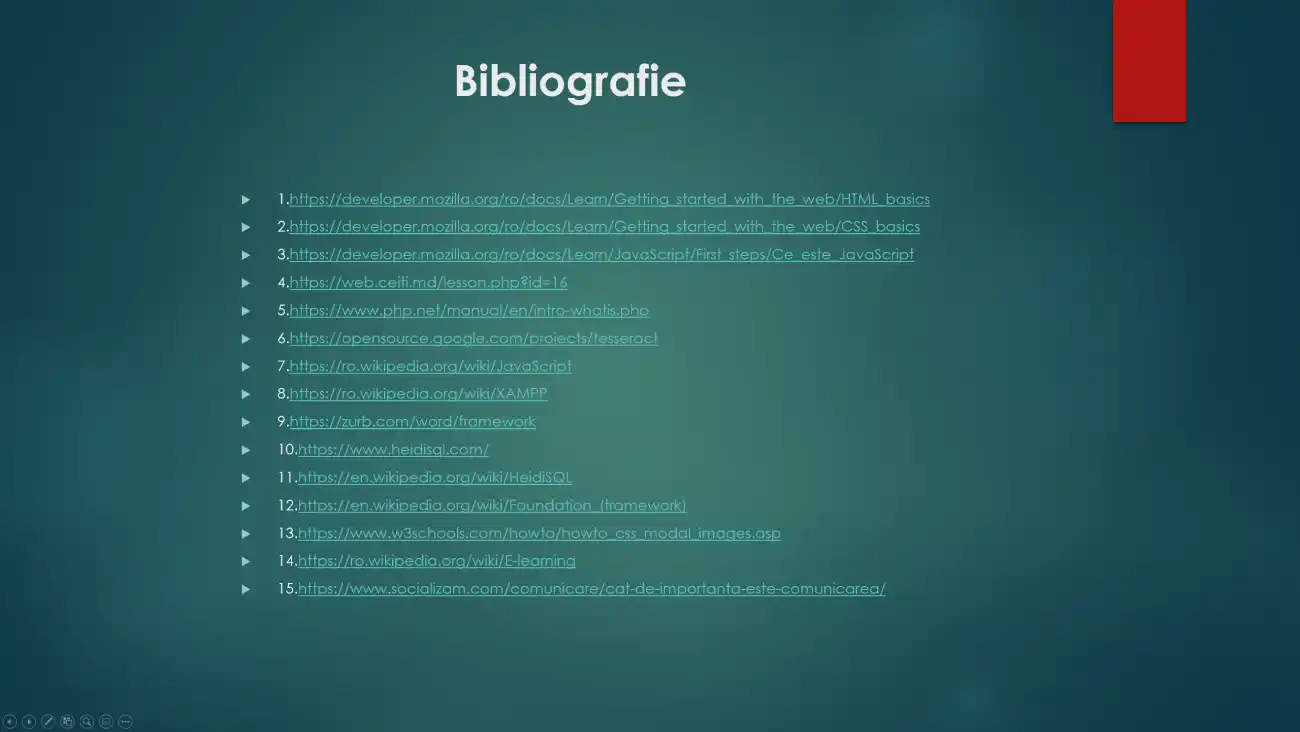 Bibliografie
1.https://developer.mozilla.org/ro/docs/Learn/Getting_started_with_the_web/HTML_basics
2.https://developer.mozilla.org/ro/docs/Learn/Getting_started_with_the_web/CSS_basics
3.https://developer.mozilla.org/ro/docs/Learn/JavaScript/First_steps/Ce_este_JavaScript
4.https://web.ceiti.md/lesson.php?id=16
5.https://www.php.net/manual/en/intro-whatis.php
6.https://opensource.google.com/projects/tesseract
7.https://ro.wikipedia.org/wiki/JavaScript
8.https://ro.wikipedia.org/wiki/XAMPP
9.https://zurb.com/word/framework
10.https://www.heidisql.com/
11.https://en.wikipedia.org/wiki/HeidiSQL
12.https://en.wikipedia.org/wiki/Foundation_(framework)
13.https://www.w3schools.com/howto/howto_css_modal_images.asp
14.https://ro.wikipedia.org/wiki/E-learning
15.https://www.socializam.com/comunicare/cat-de-importanta-este-comunicarea/